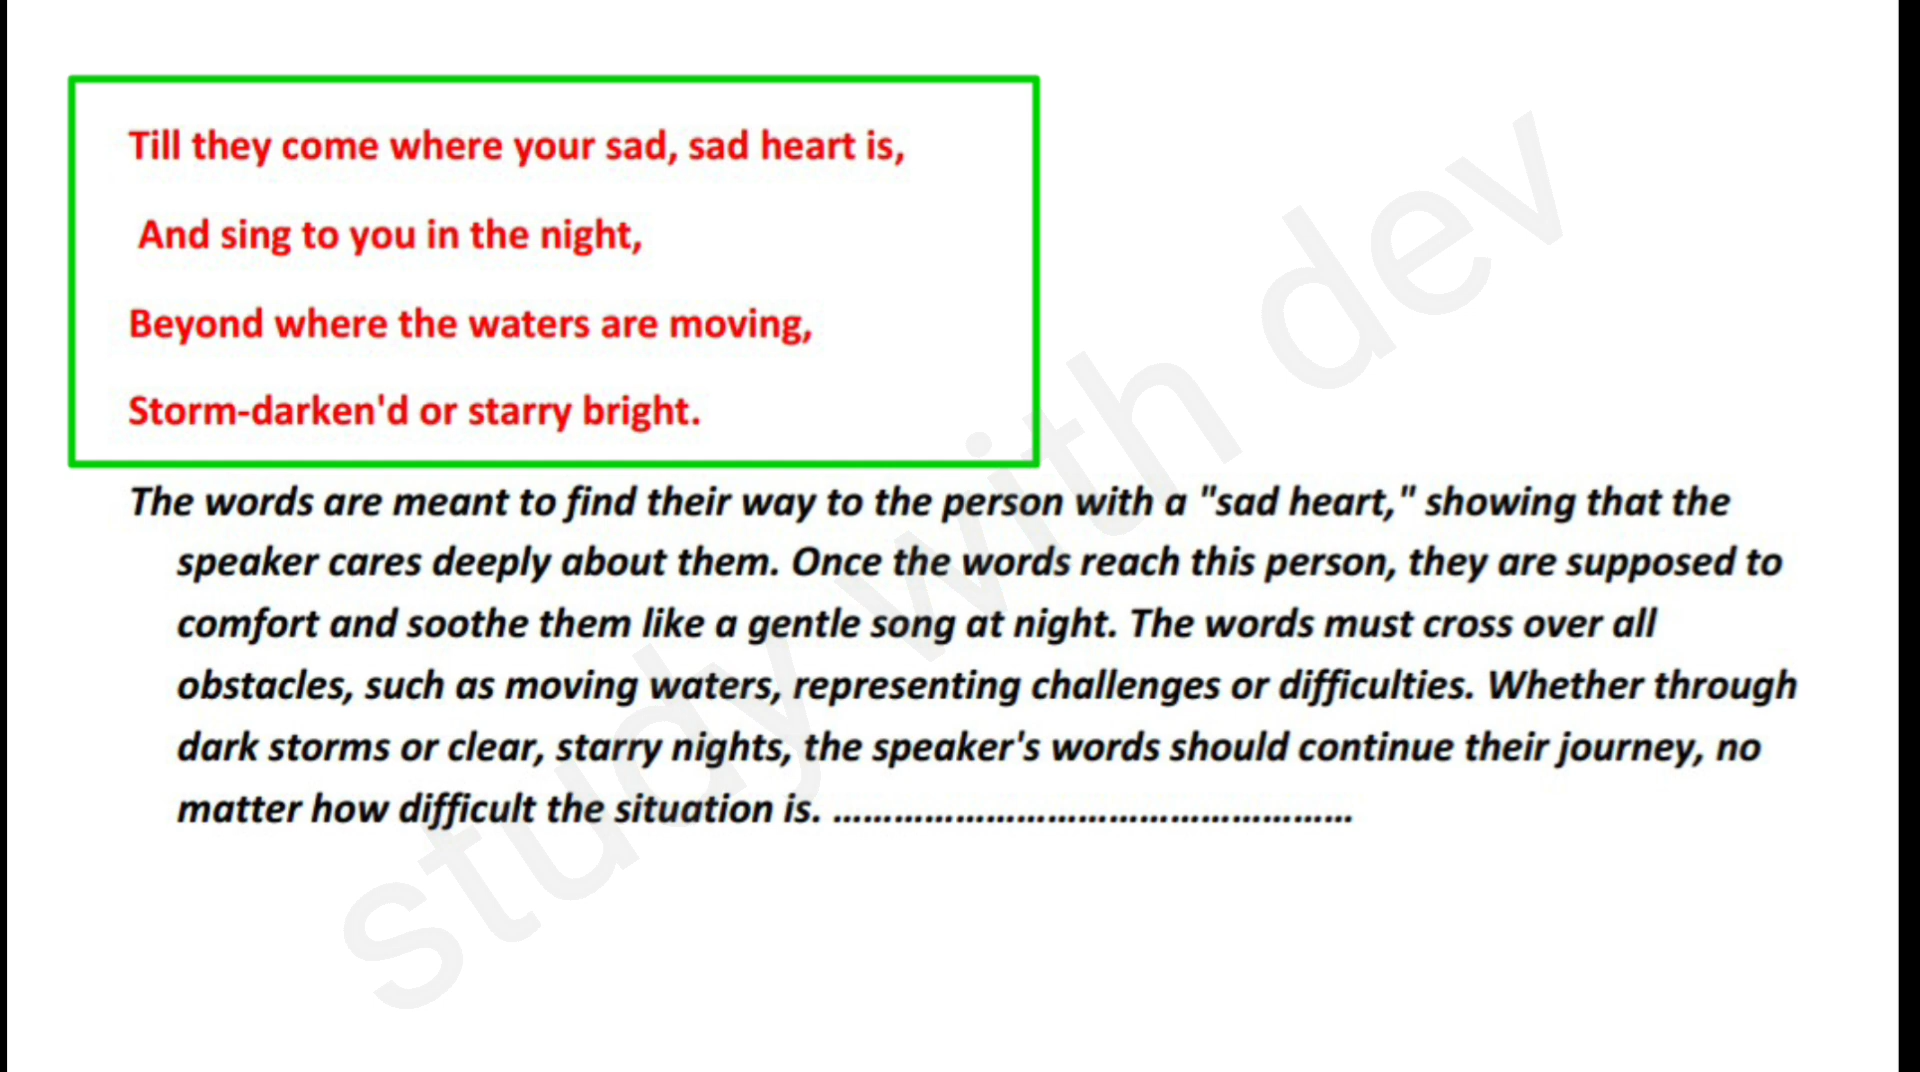 Till they come where your sad, sad heart is,
And sing to you in the night,
Beyond where the waters are moving,
Storm-darken'd or starry bright.
The words are meant to find their way to the person with a "sad heart," showing that the
speaker cares deeply about them. Once the words reach this person, they are supposed to
comfort and soothe them like a gentle song at night. The words must cross over all
obstacles, such as moving waters, representing challenges or difficulties. Whether through
dark storms or clear, starry nights, the speaker's words should continue their journey, no
matter how difficult the situation is. ..................................................
study with dev